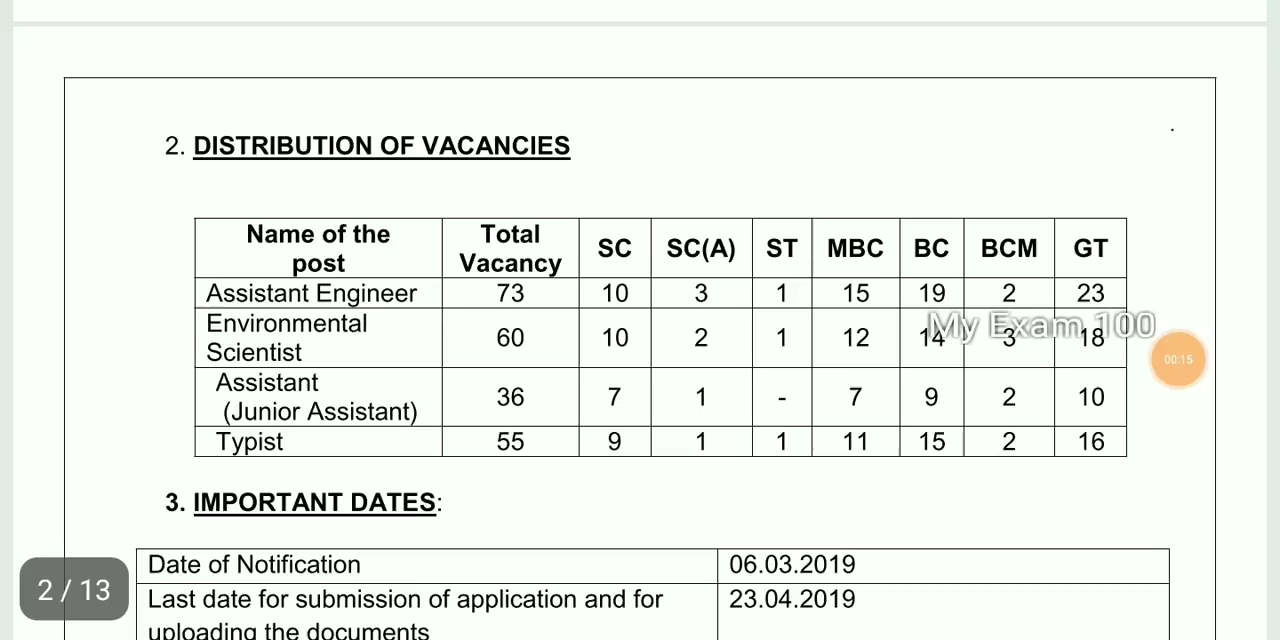 2. DISTRIBUTION OF VACANCIES
Name of the post Total Vacancy SC SC(A) ST MBC BC BCM GT
Assistant Engineer 73 10 3 1 15 19 2 23
Environmental Scientist 60 10 2 1 12 14 3 18
My Exam 100
00:15
Assistant (Junior Assistant) 36 7 1 - 7 9 2 10
Typist 55 9 1 1 11 15 2 16
3. IMPORTANT DATES:
Date of Notification 06.03.2019
2 / 13
Last date for submission of application and for 23.04.2019
uploading the documents